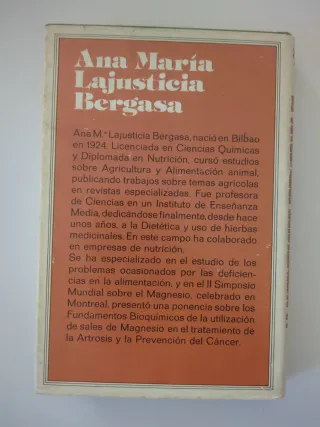 Ana María
Lajusticia
Bergasa
Ana M.ª Lajusticia Bergasa, nació en Bilbao
en 1924. Licenciada en Ciencias Químicas
y Diplomada en Nutrición, cursó estudios
sobre Agricultura y Alimentación animal,
publicando trabajos sobre temas agrícolas
en revistas especializadas. Fue profesora
de Ciencias en un Instituto de Enseñanza
Media, dedicándose finalmente, desde hace
unos años, a la Dietética y uso de hierbas
medicinales. En este campo ha colaborado
en empresas de nutrición.
Se ha especializado en el estudio de los
problemas ocasionados por las deficien-
cias en la alimentación, y en el II Simposio
Mundial sobre el Magnesio, celebrado en
Montreal, presentó una ponencia sobre los
Fundamentos Bioquímicos de la utilización
de sales de Magnesio en el tratamiento de
la Artrosis y la Prevención del Cáncer.